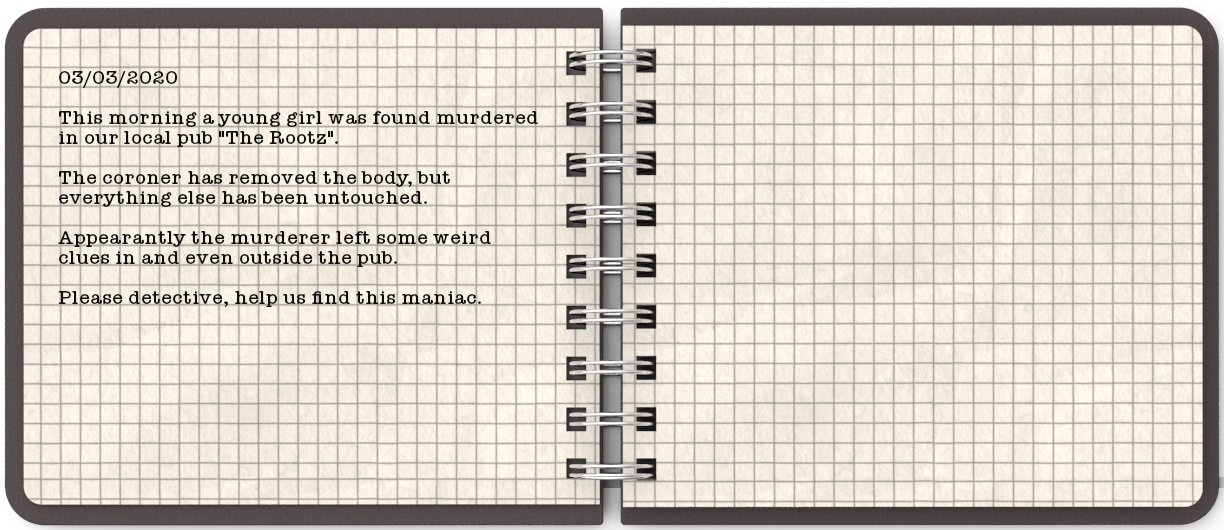 03/03/2020
This morning a young girl was found murdered
in our local pub "The Rootz".
The coroner has removed the body, but
everything else has been untouched.
Appearantly the murderer left some weird
clues in and even outside the pub.
Please detective, help us find this maniac.